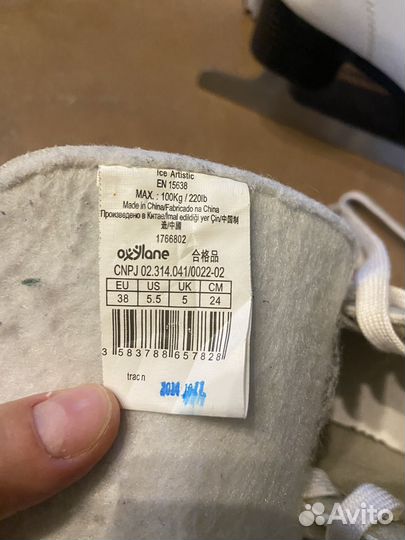 Ice Artistic
EN 15638
MAX. : 100Kg / 220lb
Made in China/Fabricado na China
Произведено в Китае/Imal edildiği yer Çin/中国制
造/中國
1766802
oxylane 合格品
CNPJ 02.314.041/0022-02
EU US UK CM
38 5.5 5 24
3 583788 657828
trac n
Avito